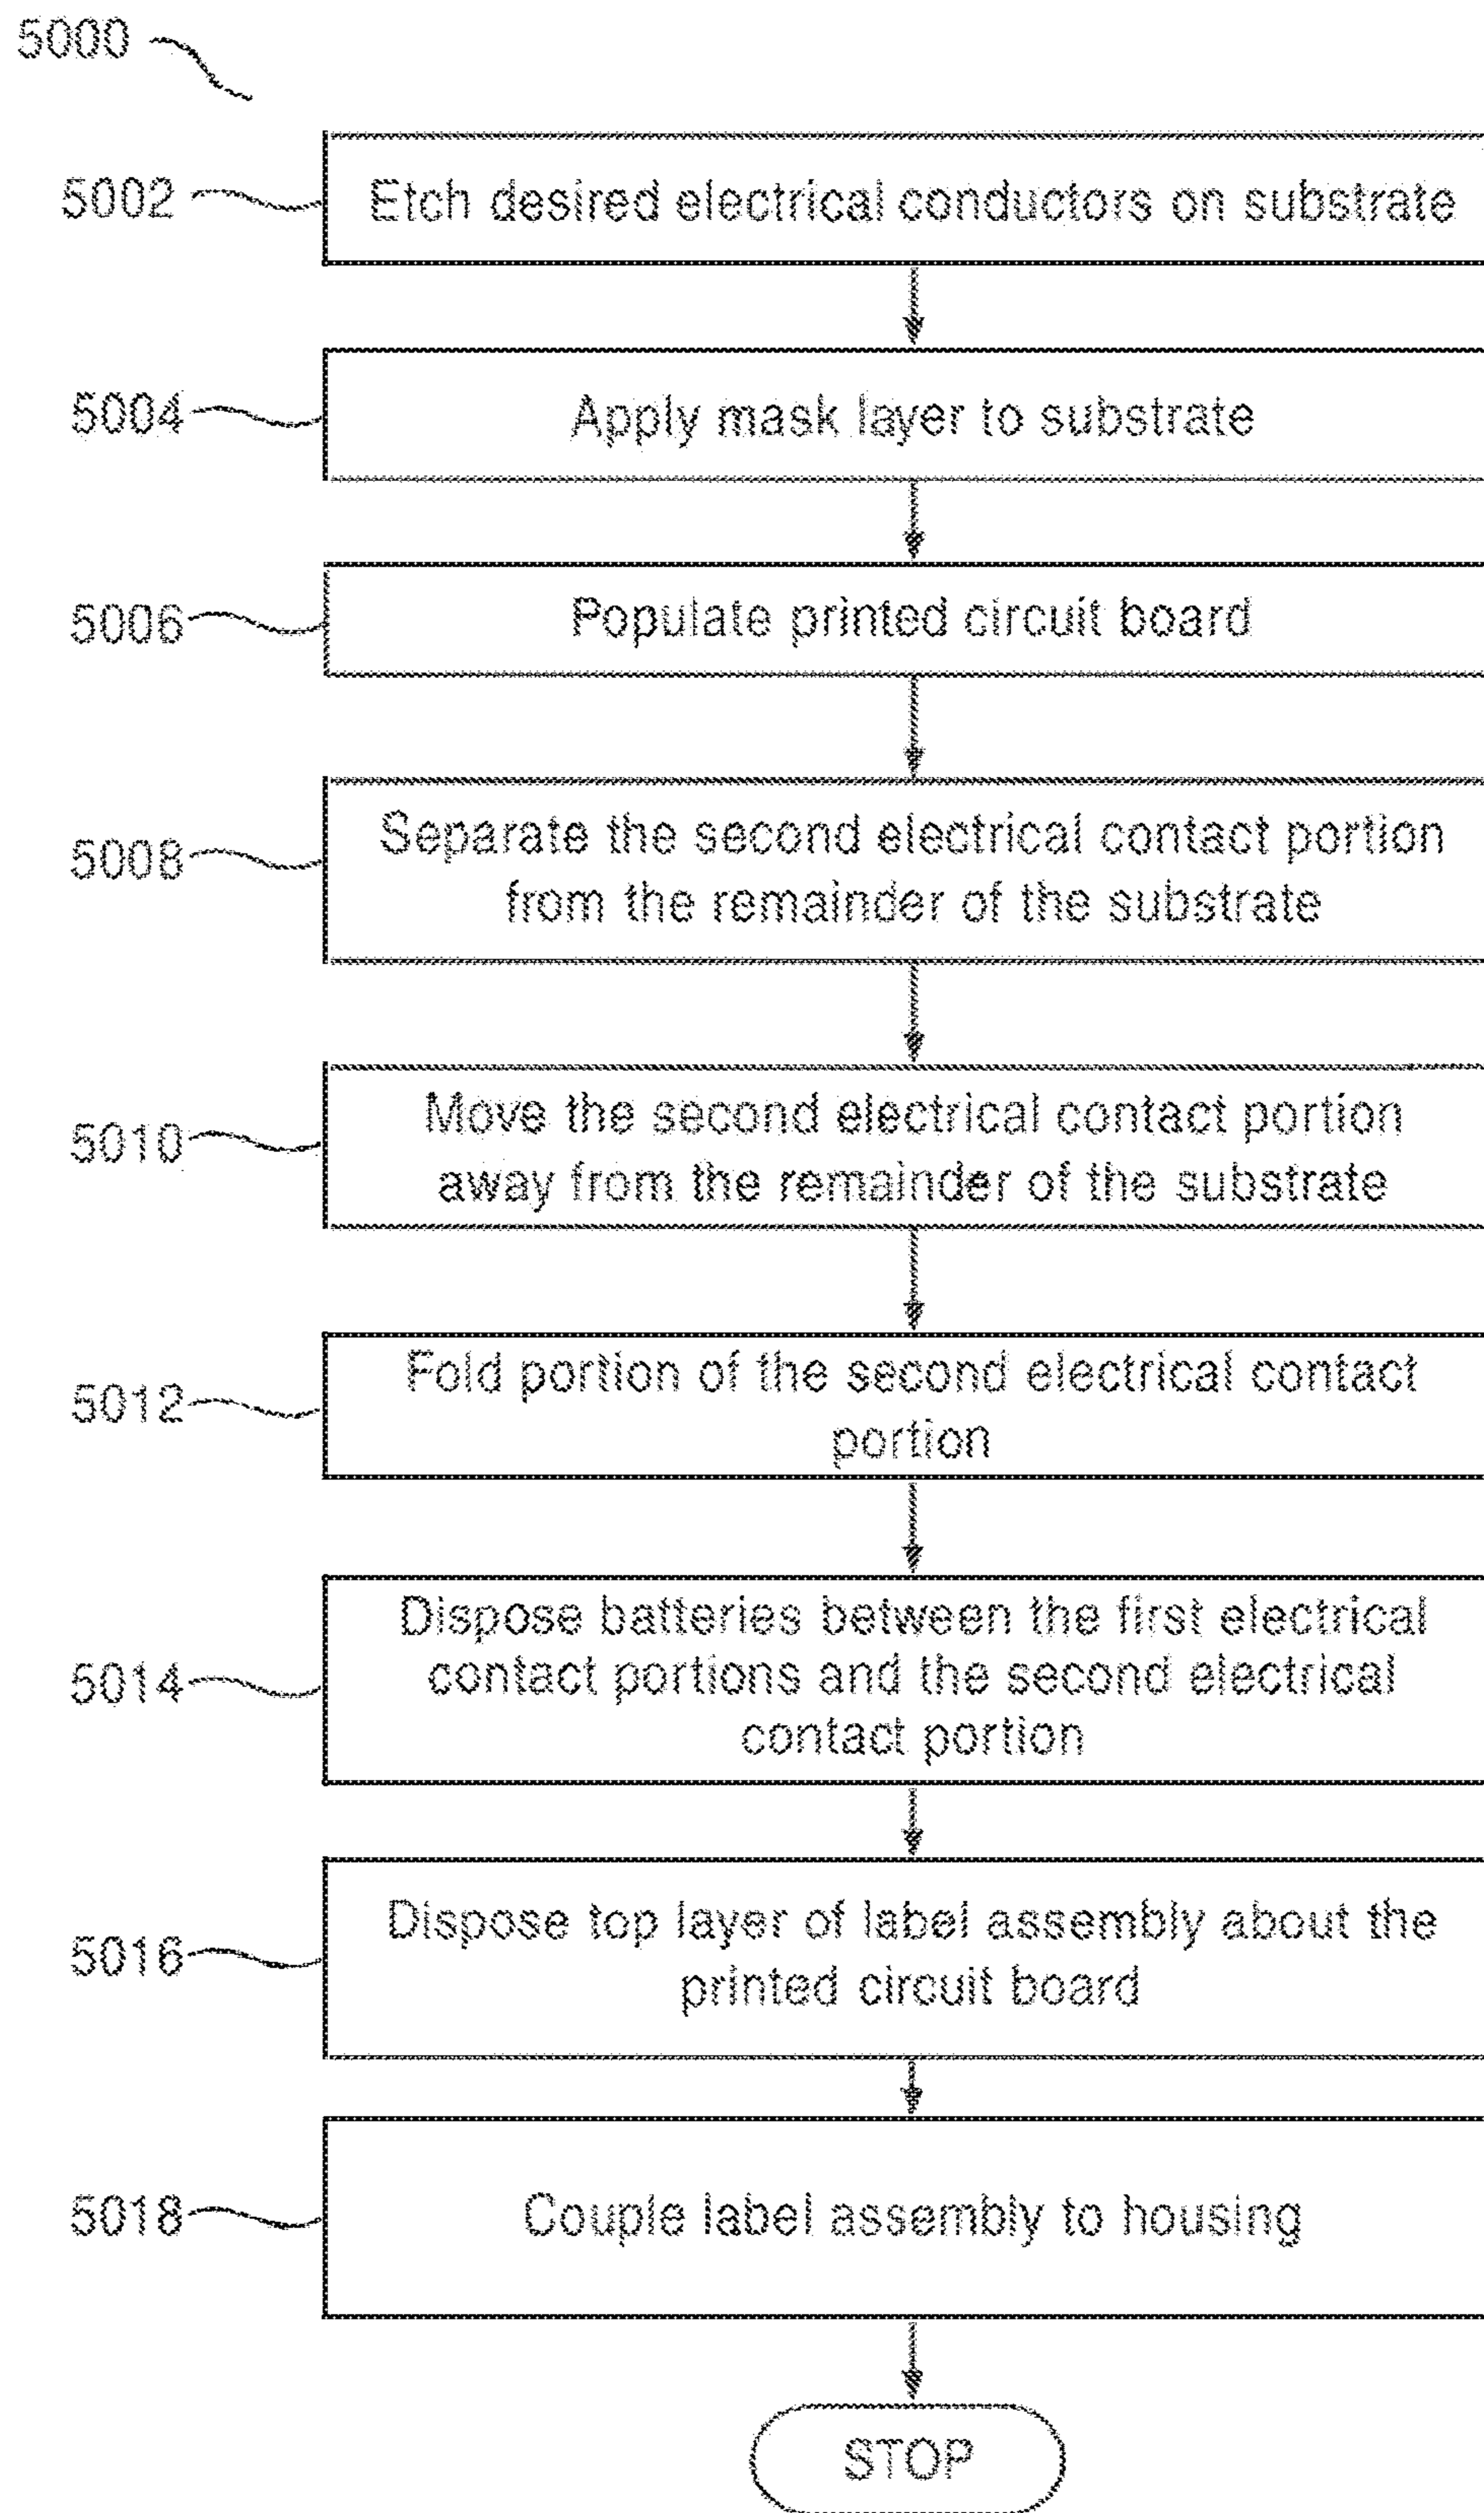 5000
5002
Etch desired electrical conductors on substrate
5004
Apply mask layer to substrate
5006
Populate printed circuit board
5008
Separate the second electrical contact portion
from the remainder of the substrate
5010
Move the second electrical contact portion
away from the remainder of the substrate
5012
Fold portion of the second electrical contact
portion
5014
Dispose batteries between the first electrical
contact portions and the second electrical
contact portion
5016
Dispose top layer of label assembly about the
printed circuit board
5018
Couple label assembly to housing
STOP